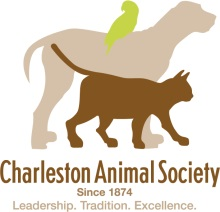 Charleston Animal Society
Since 1874
Leadership. Tradition. Excellence.